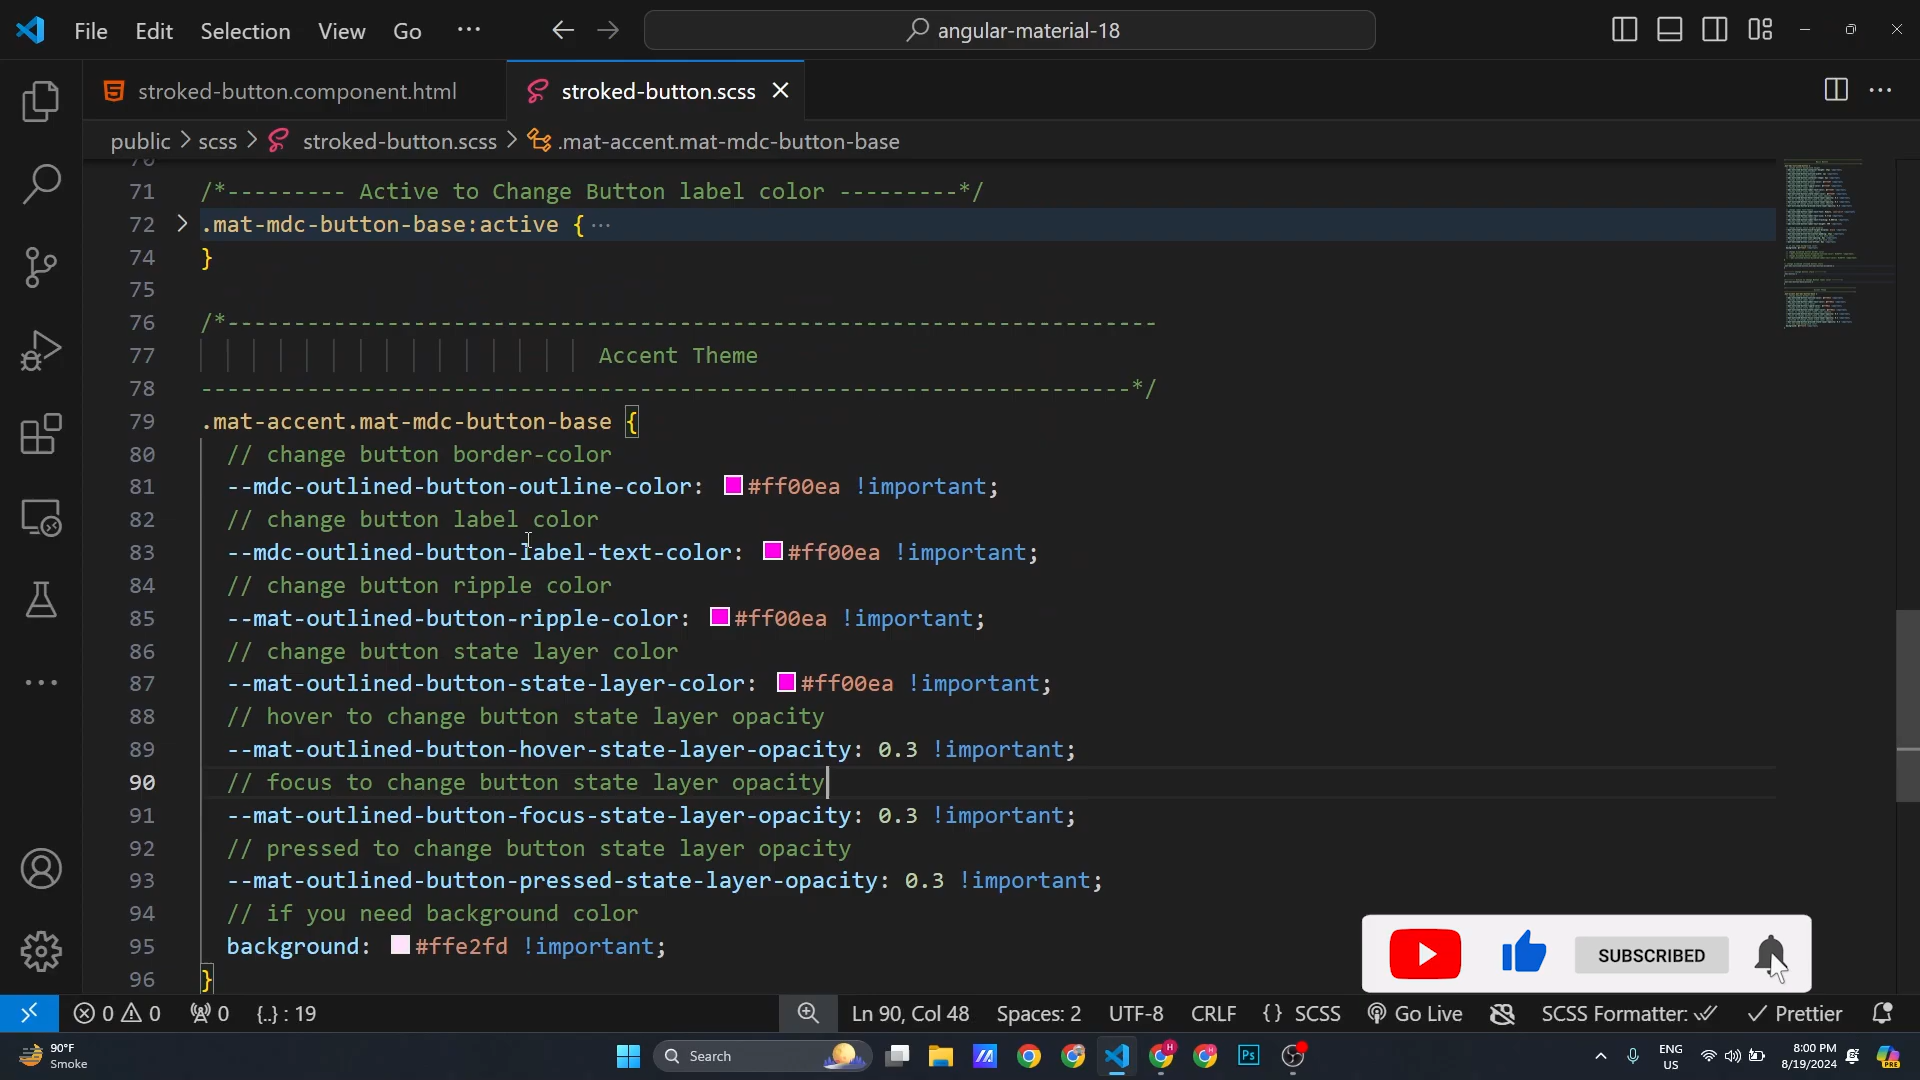 File Edit Selection View Go ··· angular-material-18
stroked-button.component.html stroked-button.scss
public > scss > stroked-button.scss > .mat-accent.mat-mdc-button-base
70
71 /*--------- Active to Change Button label color ---------*/
72 .mat-mdc-button-base:active { ···
74 }
75
76 /*----------------------------------------------------------------------
77 Accent Theme
78 ----------------------------------------------------------------------*/
79 .mat-accent.mat-mdc-button-base {
80 // change button border-color
81 --mdc-outlined-button-outline-color: #ff00ea !important;
82 // change button label color
83 --mdc-outlined-button-label-text-color: #ff00ea !important;
84 // change button ripple color
85 --mat-outlined-button-ripple-color: #ff00ea !important;
86 // change button state layer color
87 --mat-outlined-button-state-layer-color: #ff00ea !important;
88 // hover to change button state layer opacity
89 --mat-outlined-button-hover-state-layer-opacity: 0.3 !important;
90 // focus to change button state layer opacity
91 --mat-outlined-button-focus-state-layer-opacity: 0.3 !important;
92 // pressed to change button state layer opacity
93 --mat-outlined-button-pressed-state-layer-opacity: 0.3 !important;
94 // if you need background color
95 background: #ffe2fd !important;
96 }
SUBSCRIBED
0 0 0 {..} : 19 Ln 90, Col 48 Spaces: 2 UTF-8 CRLF {} SCSS Go Live SCSS Formatter: Prettier
90°F
Smoke
Search
Ps
ENG
US
8:00 PM
8/19/2024